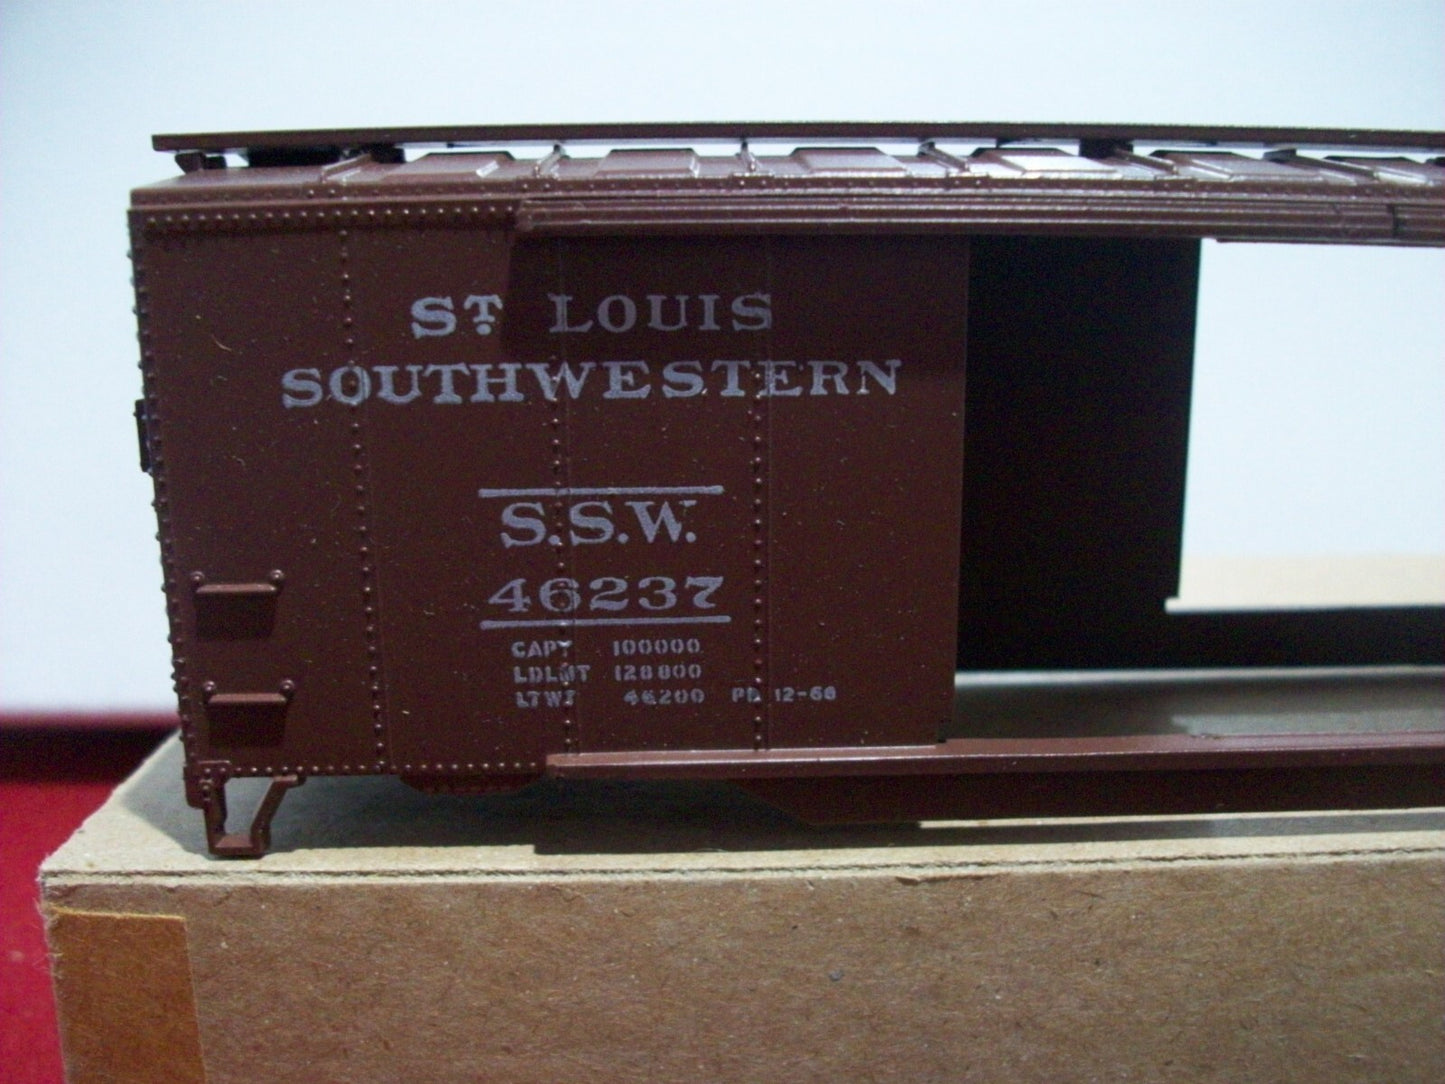 ST. LOUIS
SOUTHWESTERN
S.S.W.
46237
CAPY 100000
LDLMT 128800
LTWT 46200